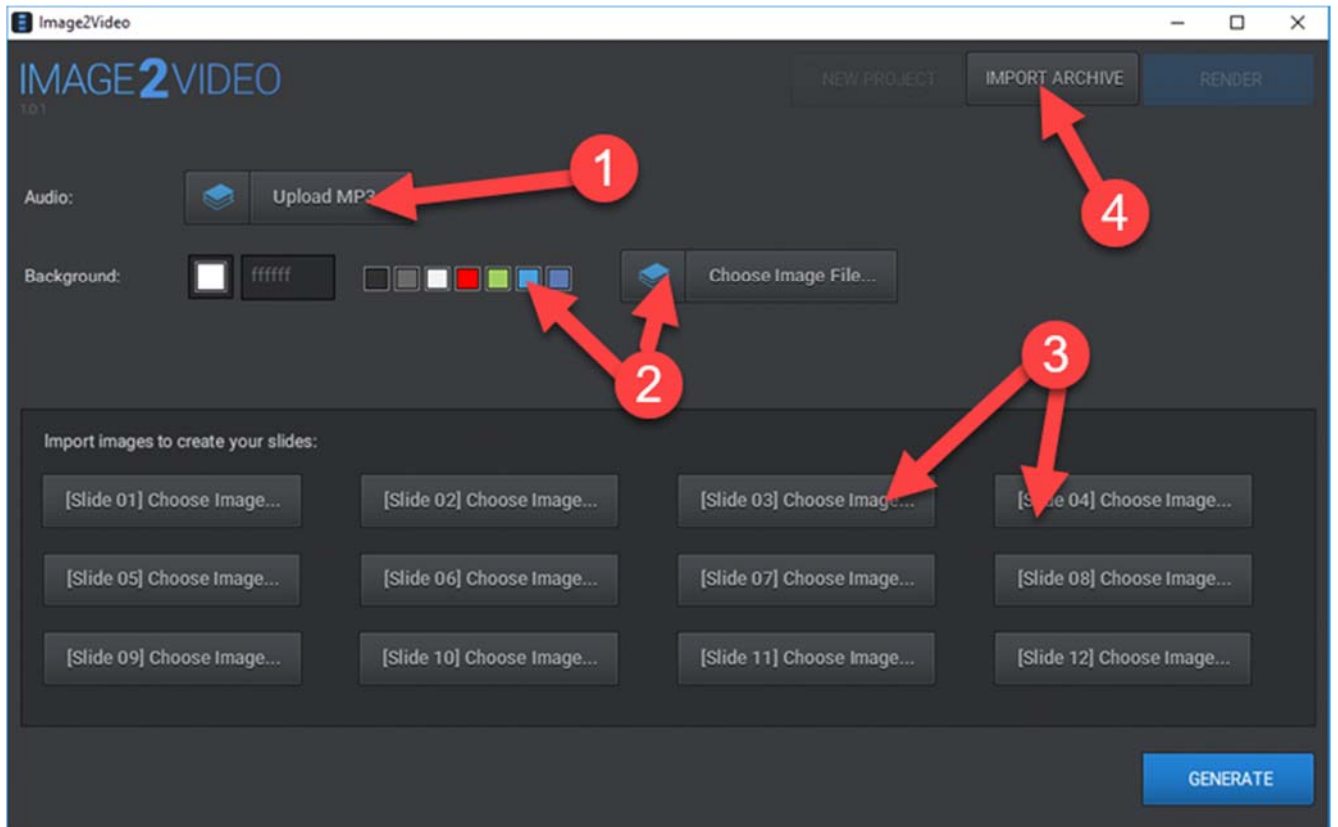 Image2Video
IMAGE2VIDEO
1.0.1
NEW PROJECT
IMPORT ARCHIVE
RENDER
Audio:
Upload MP3
1
4
Background:
ffffff
Choose Image File...
2
3
Import images to create your slides:
[Slide 01] Choose Image...
[Slide 02] Choose Image...
[Slide 03] Choose Image...
[Slide 04] Choose Image...
[Slide 05] Choose Image...
[Slide 06] Choose Image...
[Slide 07] Choose Image...
[Slide 08] Choose Image...
[Slide 09] Choose Image...
[Slide 10] Choose Image...
[Slide 11] Choose Image...
[Slide 12] Choose Image...
GENERATE